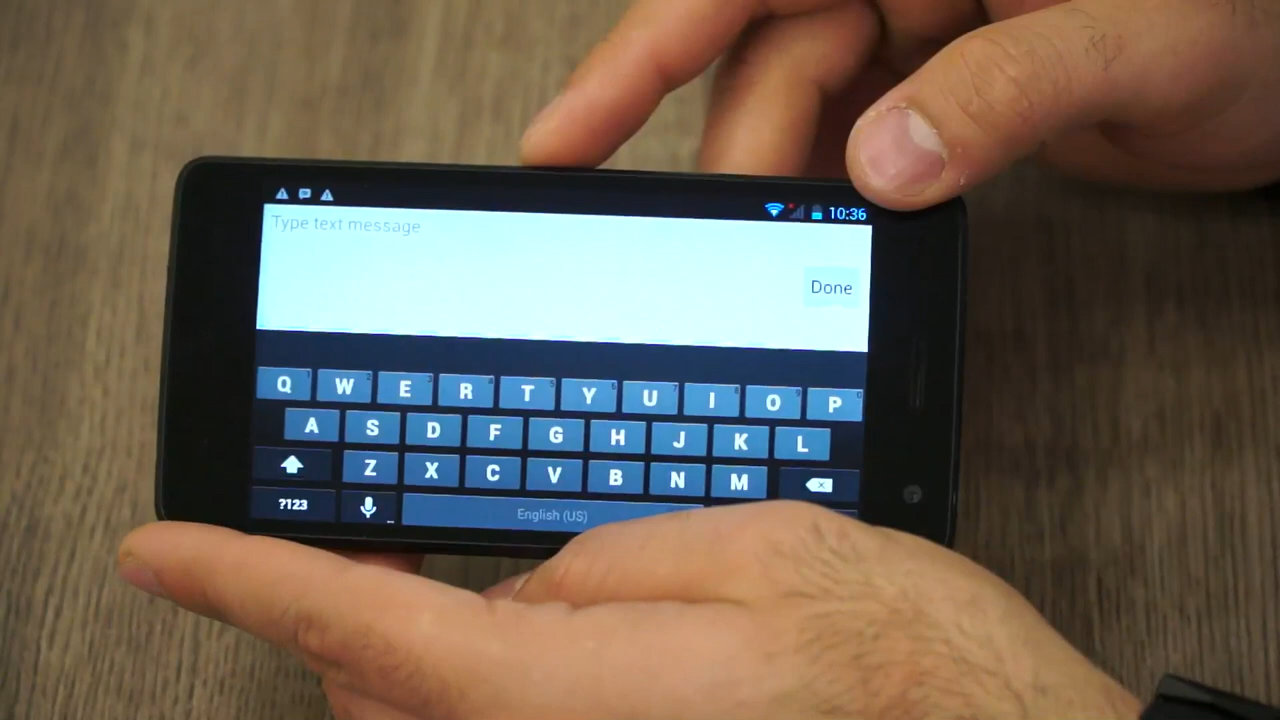 10:36
Type text message
Done
Q W E R T Y U I O P
A S D F G H J K L
Z X C V B N M
?123 English (US)